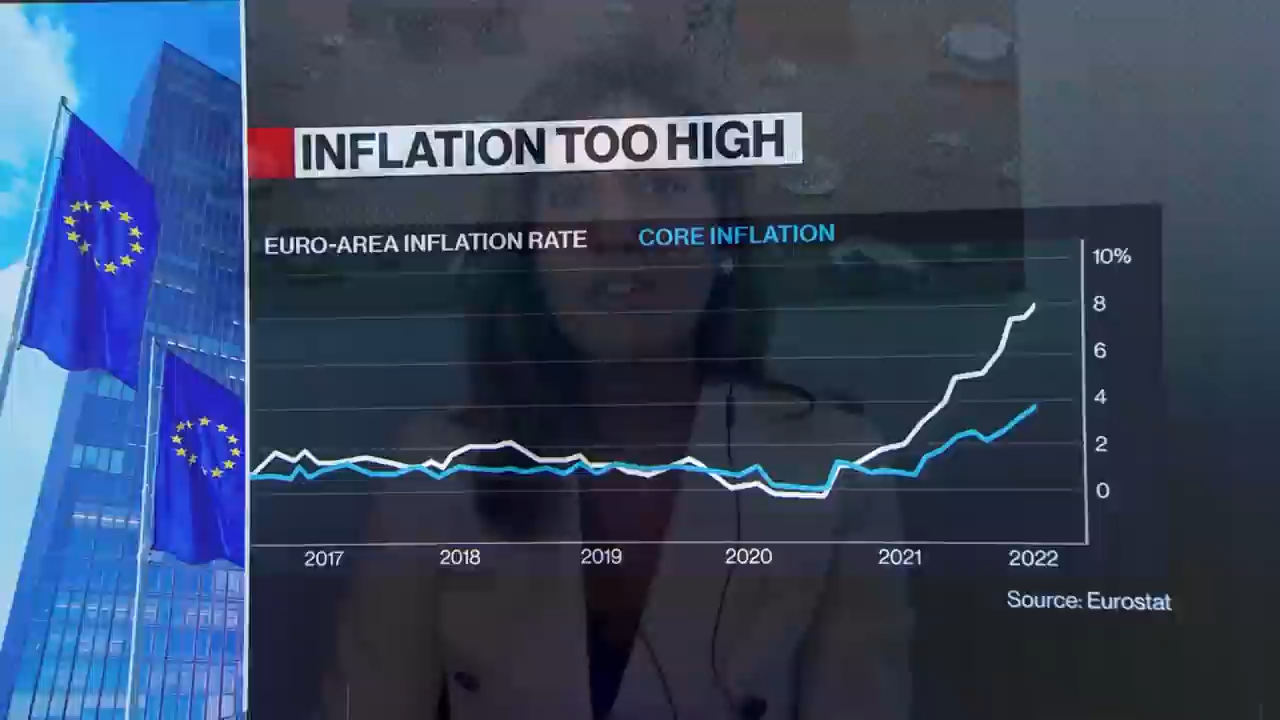 INFLATION TOO HIGH
EURO-AREA INFLATION RATE
CORE INFLATION
10%
8
6
4
2
0
2017 2018 2019 2020 2021 2022
Source: Eurostat